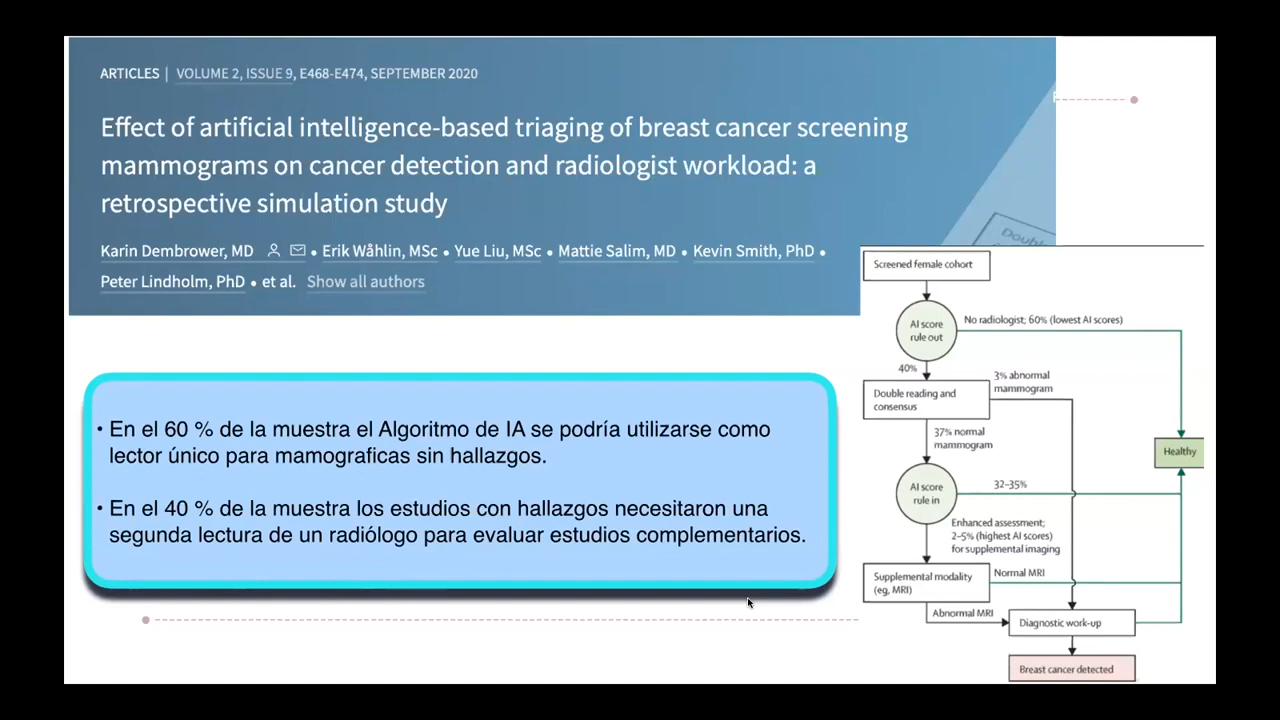 ARTICLES | VOLUME 2, ISSUE 9, E468-E474, SEPTEMBER 2020
Effect of artificial intelligence-based triaging of breast cancer screening
mammograms on cancer detection and radiologist workload: a
retrospective simulation study
Karin Dembrower, MD • Erik Wåhlin, MSc • Yue Liu, MSc • Mattie Salim, MD • Kevin Smith, PhD •
Peter Lindholm, PhD • et al. Show all authors
• En el 60 % de la muestra el Algoritmo de IA se podría utilizarse como
lector único para mamograficas sin hallazgos.
• En el 40 % de la muestra los estudios con hallazgos necesitaron una
segunda lectura de un radiólogo para evaluar estudios complementarios.
Screened female cohort
AI score
rule out
No radiologist; 60% (lowest AI scores)
40%
3% abnormal
mammogram
Double reading and
consensus
37% normal
mammogram
Healthy
AI score
rule in
32–35%
Enhanced assessment;
2–5% (highest AI scores)
for supplemental imaging
Supplemental modality
(eg, MRI)
Normal MRI
Abnormal MRI
Diagnostic work-up
Breast cancer detected